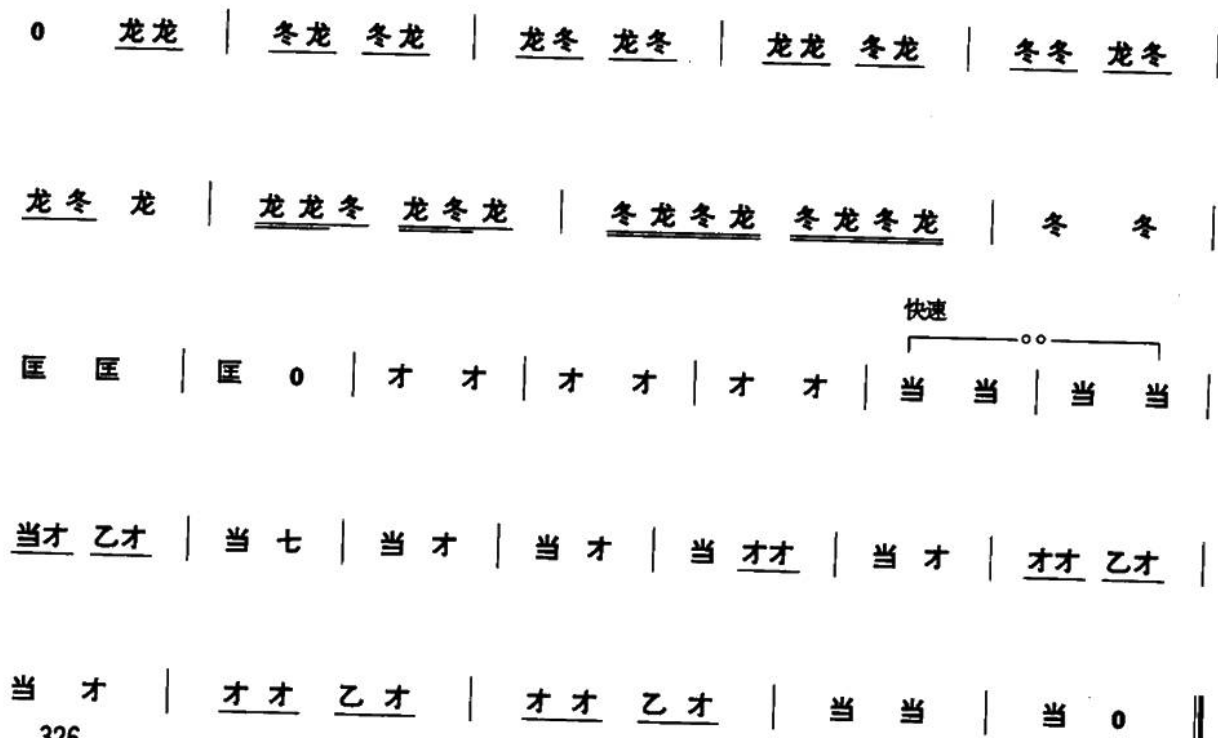 0 龙龙 | 冬龙 冬龙 | 龙冬 龙冬 | 龙龙 冬龙 | 冬冬 龙冬 |
龙冬 龙 | 龙龙冬 龙冬龙 | 冬龙冬龙 冬龙冬龙 | 冬 冬 |
快速
匡 匡 | 匡 0 | 才 才 | 才 才 | 才 才 | 当 当 | 当 当 |
当才 乙才 | 当 七 | 当 才 | 当 才 | 当 才才 | 当 才 | 才才 乙才 |
当 才 | 才才 乙才 | 才才 乙才 | 当 当 | 当 0 ‖
326